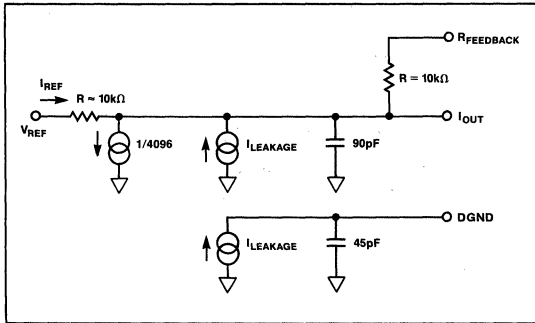 RFEEDBACK
IREF
R ≈ 10kΩ
R = 10kΩ
VREF
1/4096
ILEAKAGE
90pF
IOUT
DGND
ILEAKAGE
45pF